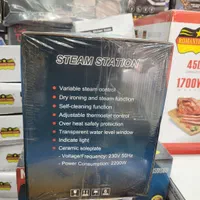 STEAM STATION
Variable steam control
Dry ironing and steam function
Self-cleaning function
Adjustable thermostat control
Over heat safety protection
Transparent water level window
Indicate light
Ceramic soleplate
- Voltage/Frequency: 230V 50Hz
- Power Consumption: 2200W
1700W